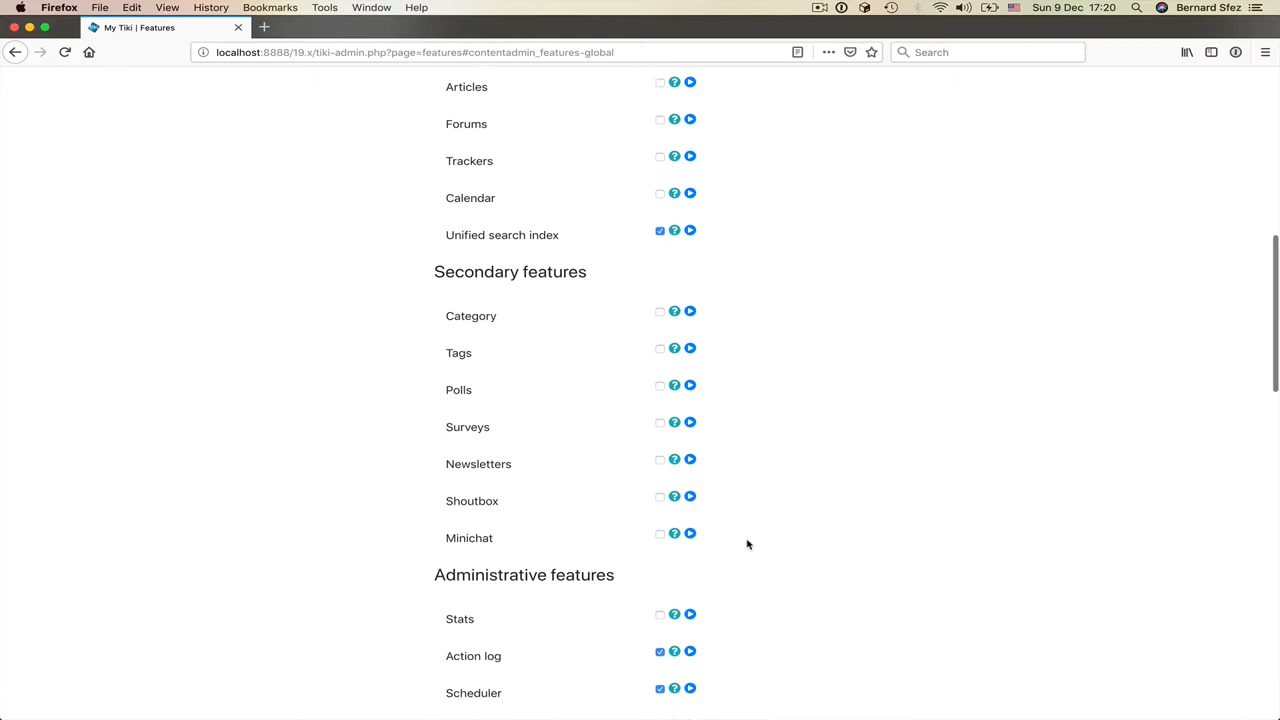 Firefox File Edit View History Bookmarks Tools Window Help Sun 9 Dec 17:20 Bernard Sfez
My Tiki | Features
localhost:8888/19.x/tiki-admin.php?page=features#contentadmin_features-global Search
Articles
Forums
Trackers
Calendar
Unified search index
Secondary features
Category
Tags
Polls
Surveys
Newsletters
Shoutbox
Minichat
Administrative features
Stats
Action log
Scheduler